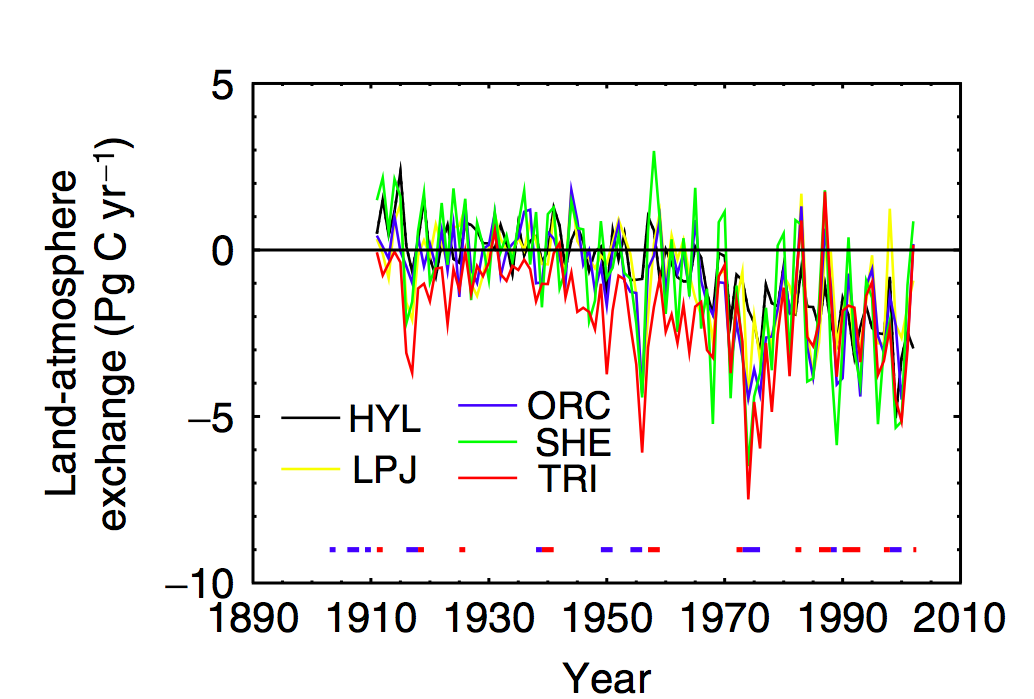 Land-atmosphere
exchange (Pg C yr⁻¹)
5
0
−5
−10
HYL
LPJ
ORC
SHE
TRI
1890 1910 1930 1950 1970 1990 2010
Year